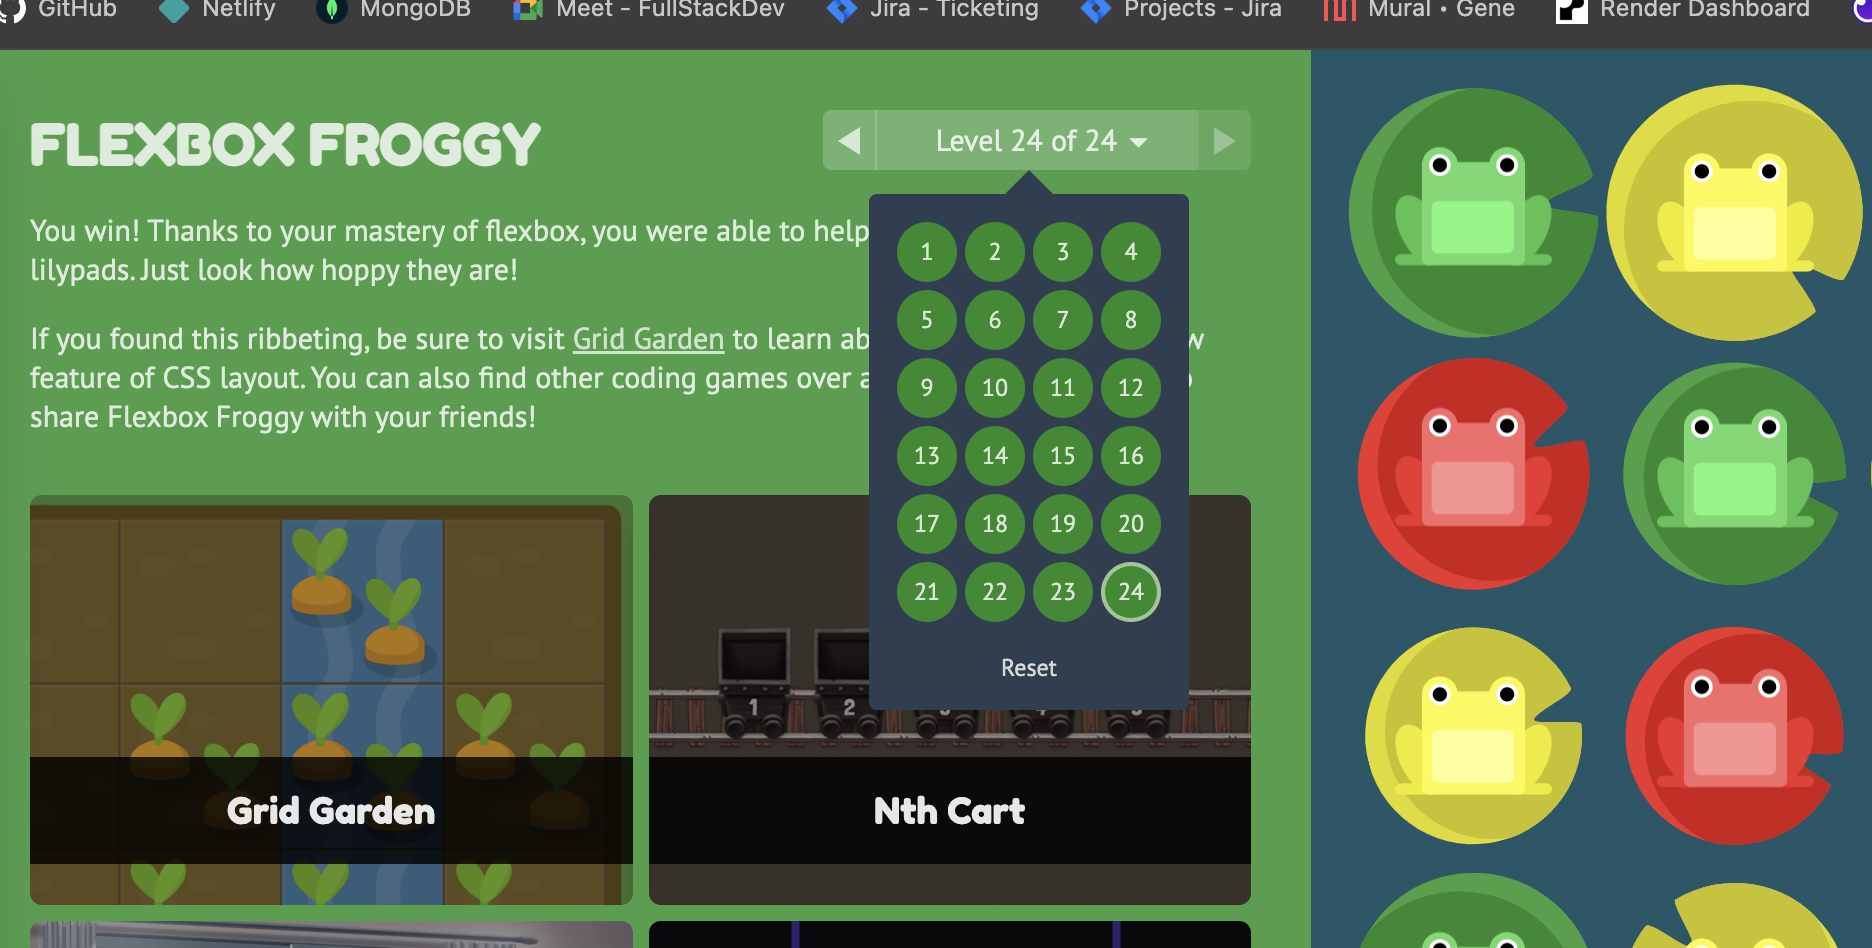 GitHub Netlify MongoDB Meet - FullStackDev Jira - Ticketing Projects - Jira Mural • Gene Render Dashboard
FLEXBOX FROGGY
Level 24 of 24
You win! Thanks to your mastery of flexbox, you were able to help
lilypads. Just look how hoppy they are!
If you found this ribbeting, be sure to visit Grid Garden to learn
feature of CSS layout. You can also find other coding games over
share Flexbox Froggy with your friends!
1 2 3 4
5 6 7 8
9 10 11 12
13 14 15 16
17 18 19 20
21 22 23 24
Reset
1 2
Grid Garden
Nth Cart